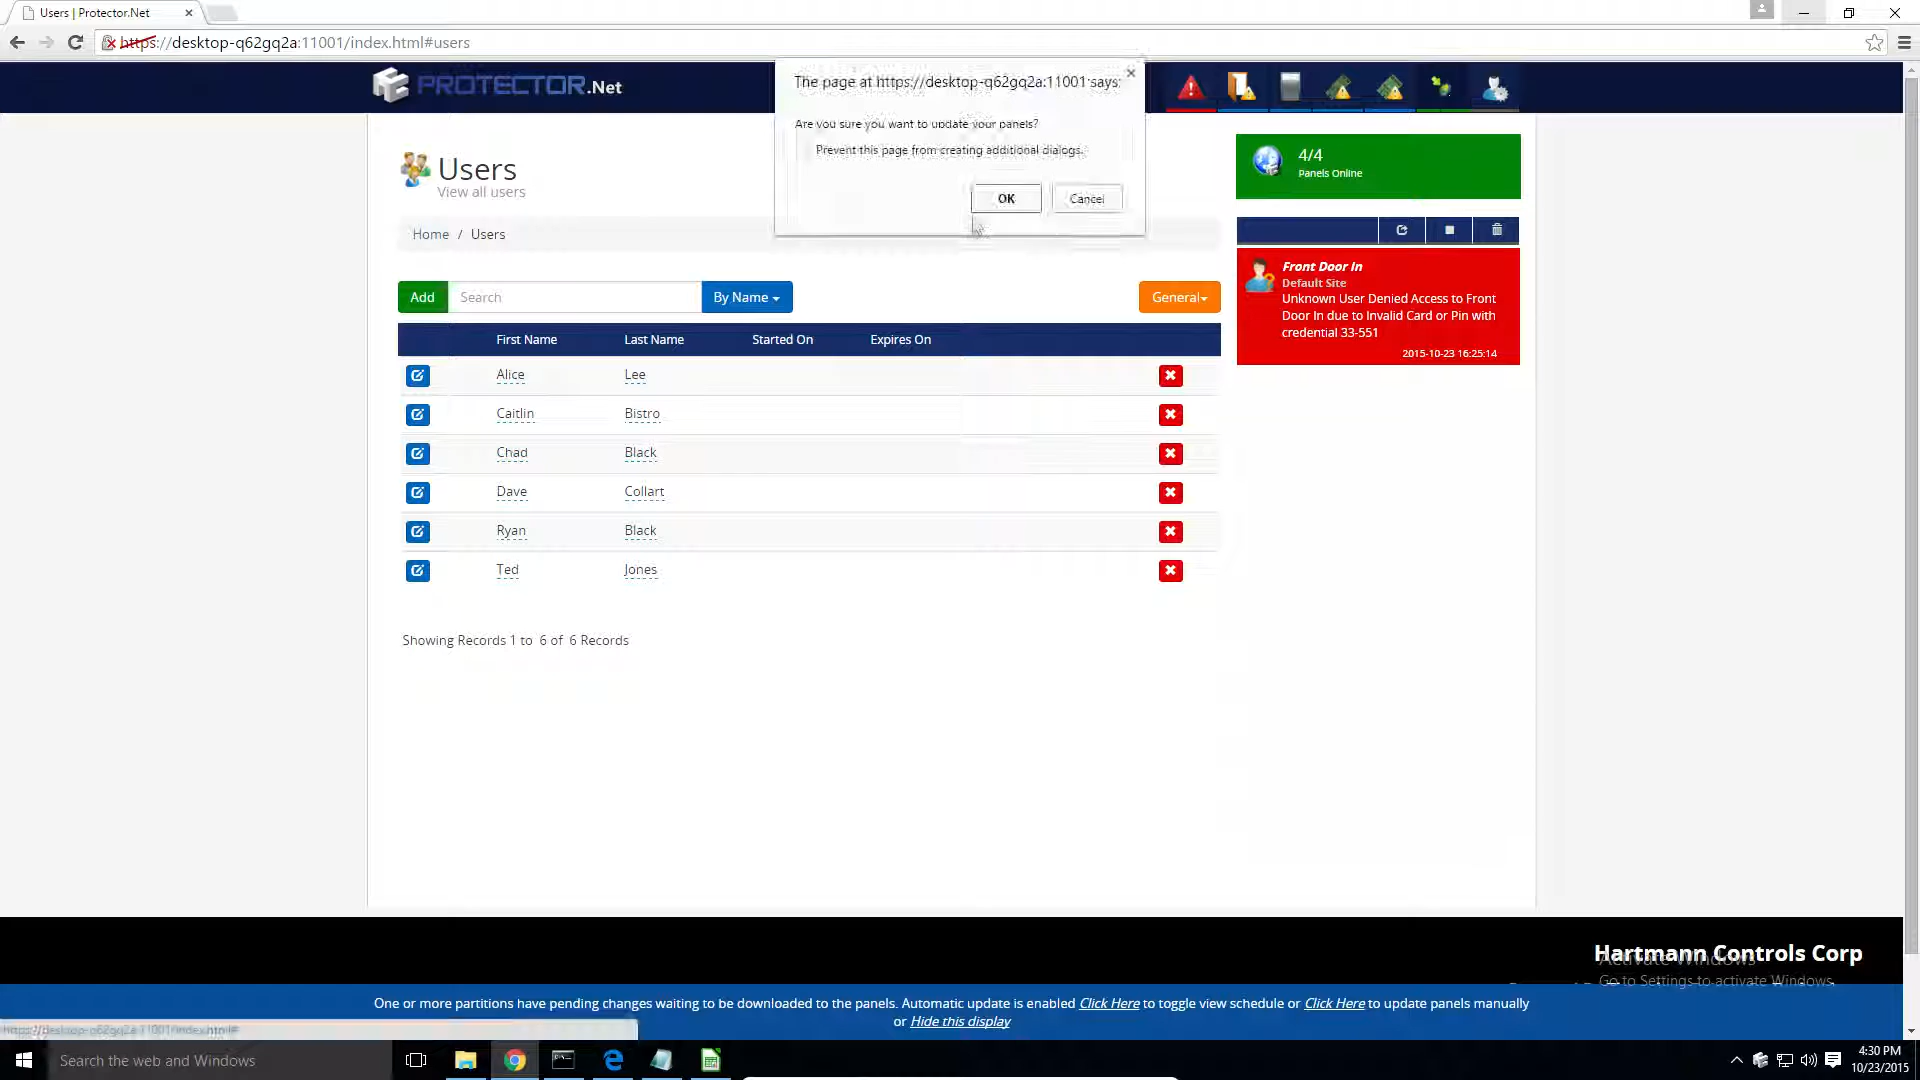 Users | Protector.Net
https://desktop-q62gq2a:11001/index.html#users
PROTECTOR.Net
The page at https://desktop-q62gq2a:11001 says:
Are you sure you want to update your panels?
Prevent this page from creating additional dialogs.
OK Cancel
Users
View all users
Home / Users
4/4
Panels Online
Add Search By Name General
First Name Last Name Started On Expires On
Alice Lee
Caitlin Bistro
Chad Black
Dave Collart
Ryan Black
Ted Jones
Showing Records 1 to 6 of 6 Records
Front Door In
Default Site
Unknown User Denied Access to Front
Door In due to Invalid Card or Pin with
credential 33-551
2015-10-23 16:25:14
Hartmann Controls Corp
Activate Windows
Go to Settings to activate Windows.
One or more partitions have pending changes waiting to be downloaded to the panels. Automatic update is enabled Click Here to toggle view schedule or Click Here to update panels manually
or Hide this display
https://desktop-q62gq2a:11001/index.html#
Search the web and Windows
4:30 PM
10/23/2015